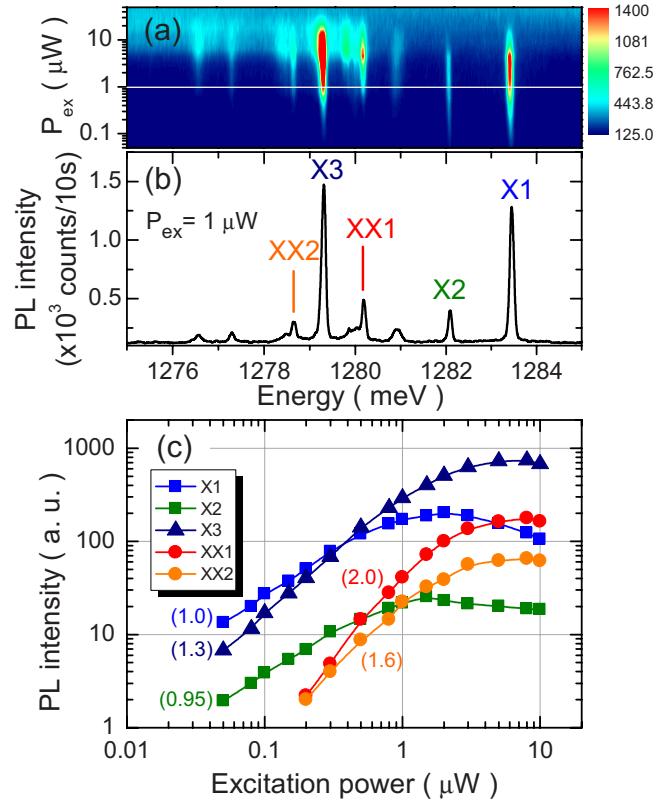 (a)
P_ex ( μW )
10
1
0.1
1400
1081
762.5
443.8
125.0
(b)
P_ex= 1 μW
X3
X1
XX2
XX1
X2
PL intensity
(x10³ counts/10s)
1.5
1.0
0.5
1276 1278 1280 1282 1284
Energy ( meV )
(c)
X1
X2
X3
XX1
XX2
(1.0)
(1.3)
(0.95)
(2.0)
(1.6)
PL intensity ( a. u. )
1000
100
10
1
0.01 0.1 1 10
Excitation power ( μW )